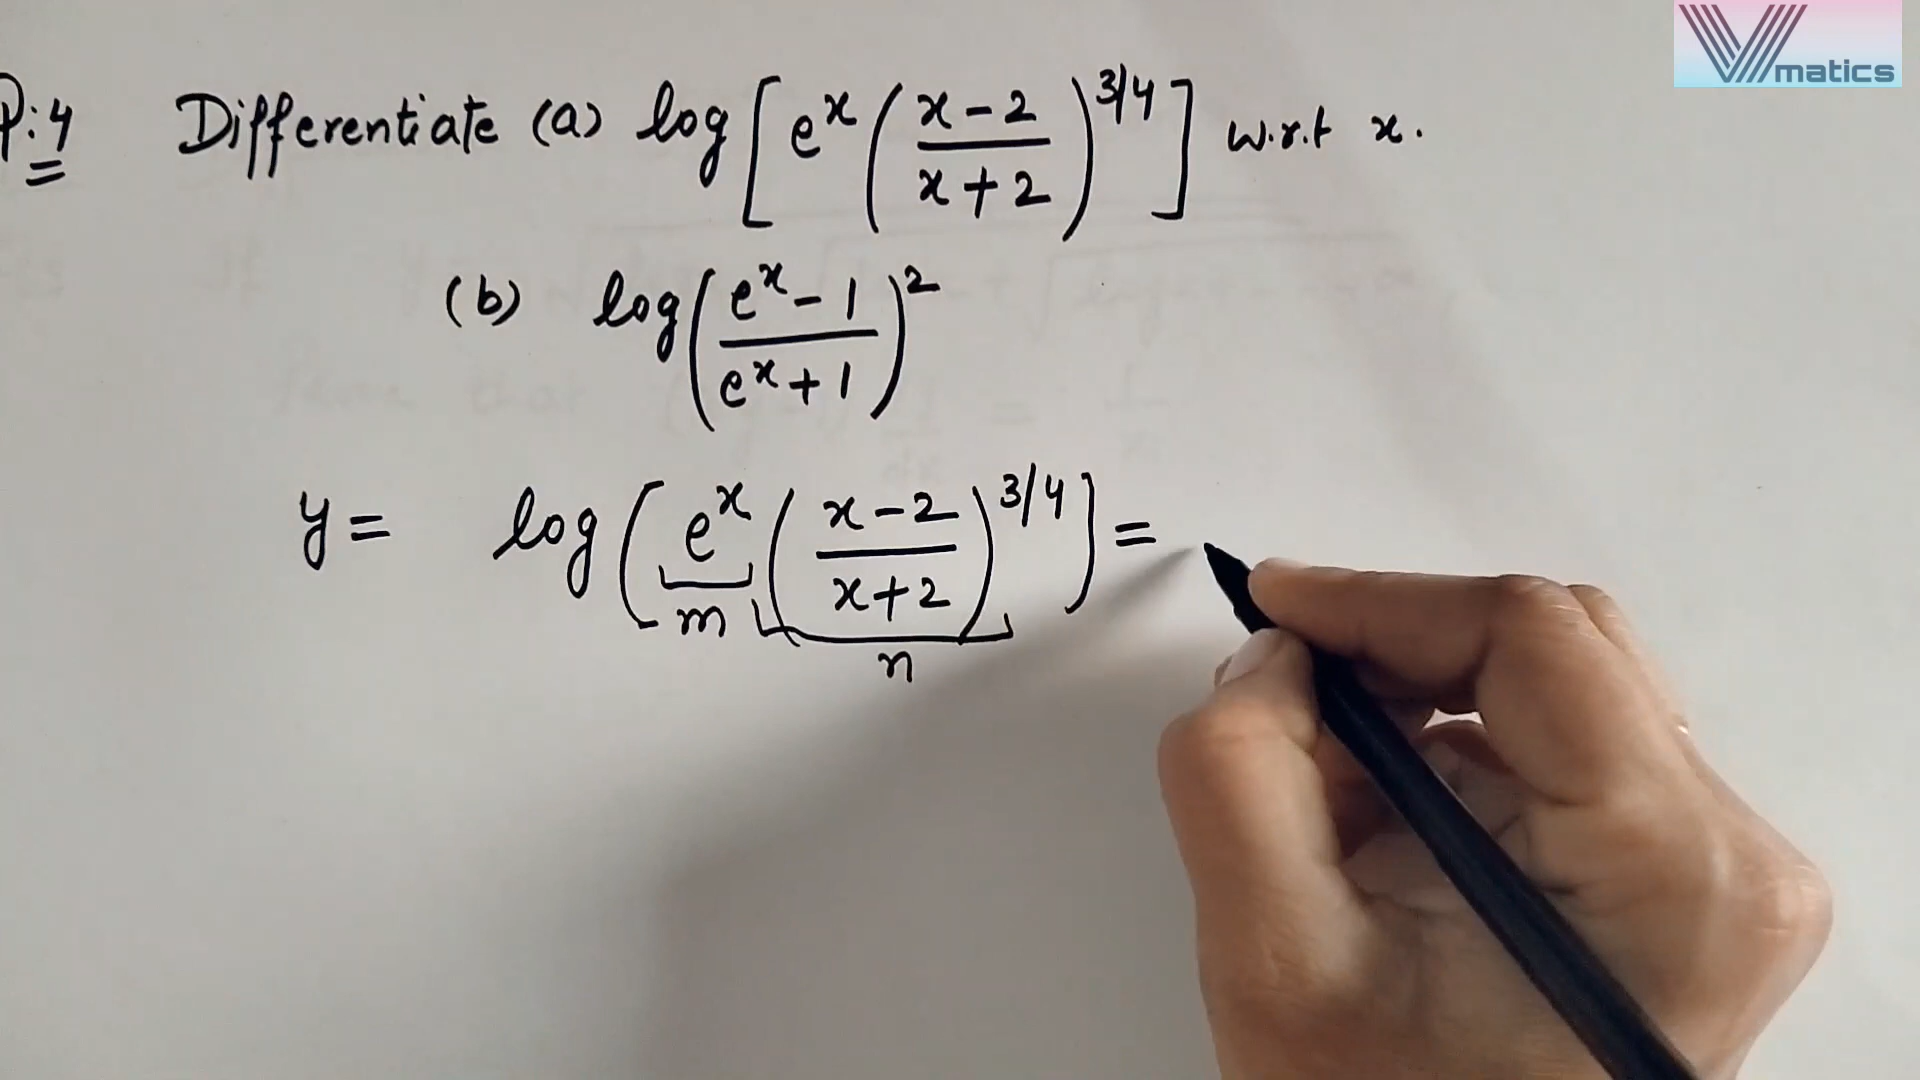 Vmatics
P:4 Differentiate (a) log[e^x((x-2)/(x+2))^3/4] w.r.t x.
(b) log((e^x-1)/(e^x+1))^2
y = log[e^x((x-2)/(x+2))^3/4] =
m
n